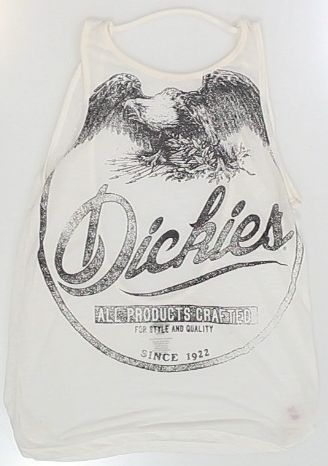 Dickies
ALL PRODUCTS CRAFTED
FOR STYLE AND QUALITY
SINCE 1922